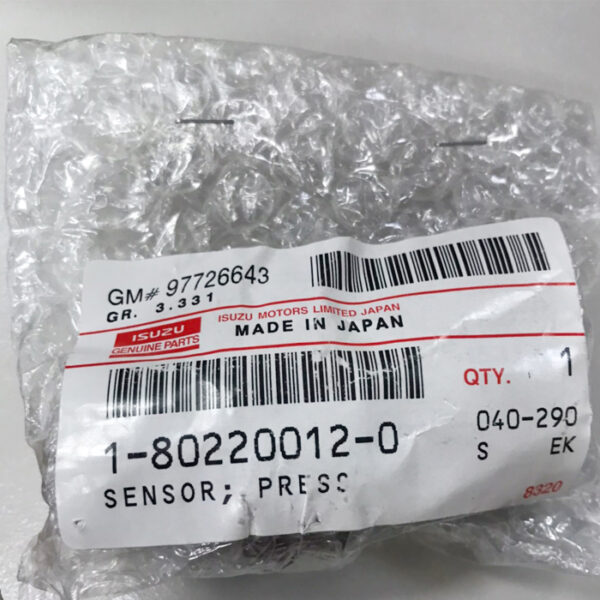 GM# 97726643
GR. 3.331
ISUZU
GENUINE PARTS
ISUZU MOTORS LIMITED JAPAN
MADE IN JAPAN
QTY. 1
1-80220012-0
040-290
S EK
SENSOR; PRESS
8320